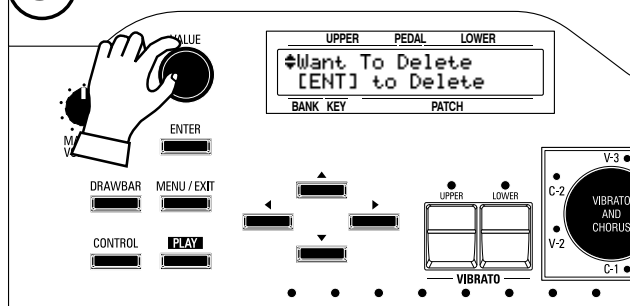 VALUE
UPPER PEDAL LOWER
Want To Delete
[ENT] to Delete
BANK KEY PATCH
ENTER
DRAWBAR MENU / EXIT
CONTROL PLAY
UPPER LOWER
VIBRATO
V-3
C-2
VIBRATO
AND
CHORUS
V-2
C-1